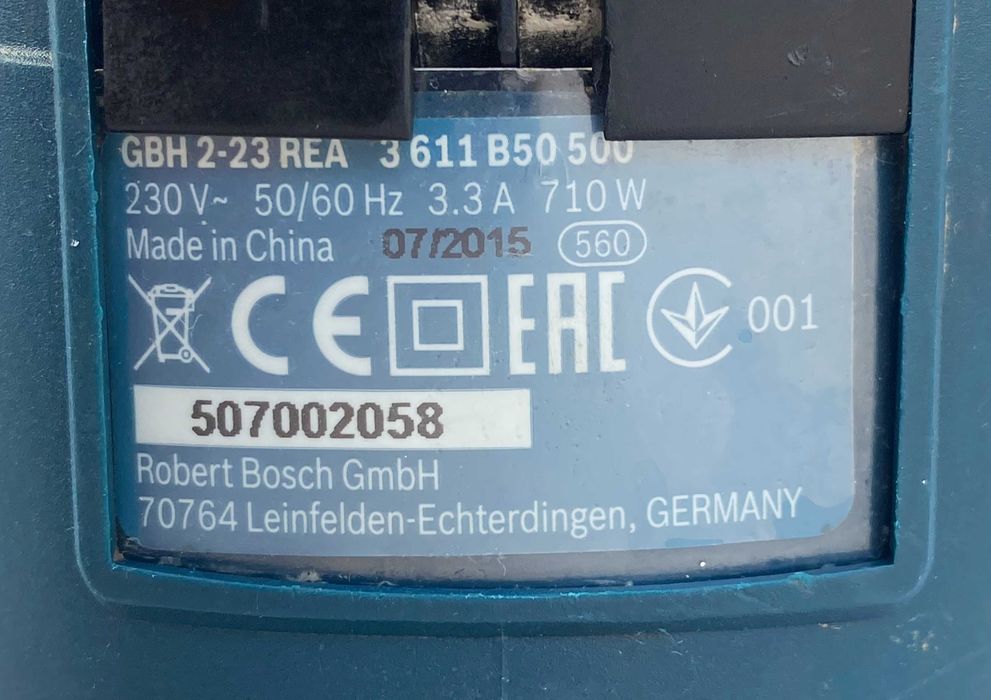 GBH 2-23 REA 3 611 B50 500
230 V~ 50/60 Hz 3.3 A 710 W
Made in China 07/2015 560
CE EAC 001
507002058
Robert Bosch GmbH
70764 Leinfelden-Echterdingen, GERMANY